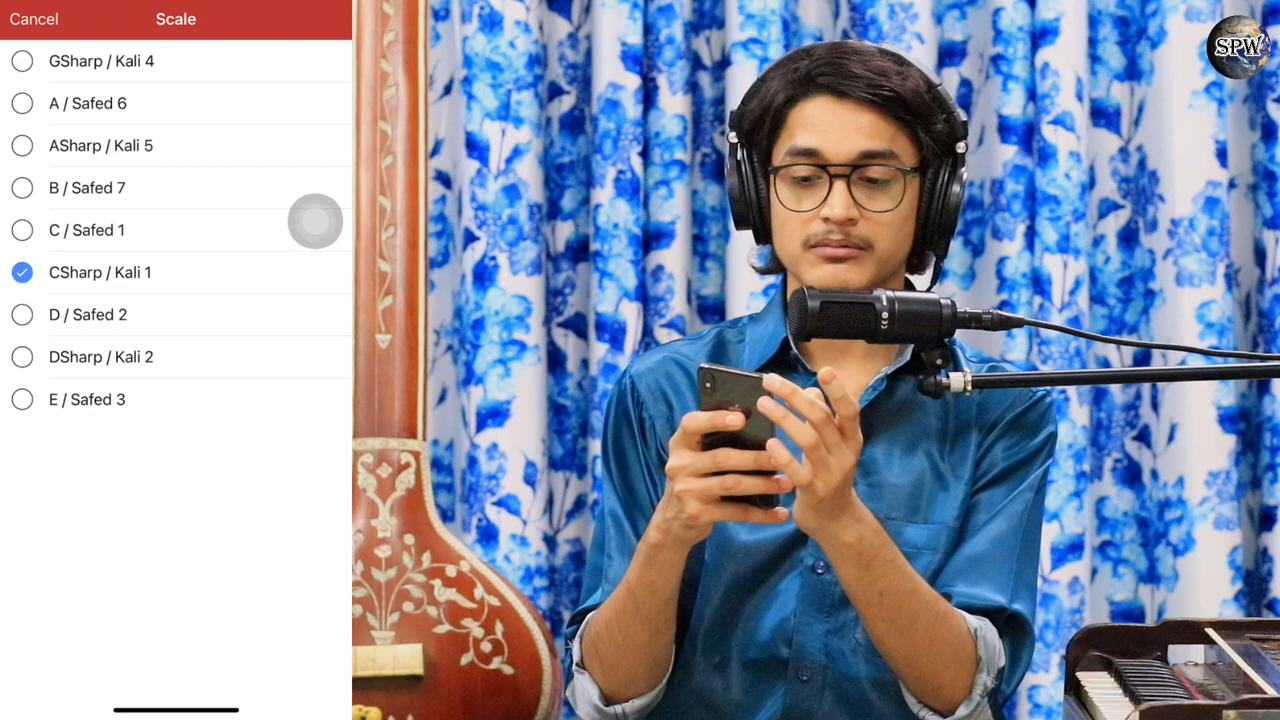 Cancel
Scale
GSharp / Kali 4
A / Safed 6
ASharp / Kali 5
B / Safed 7
C / Safed 1
CSharp / Kali 1
D / Safed 2
DSharp / Kali 2
E / Safed 3
SPW